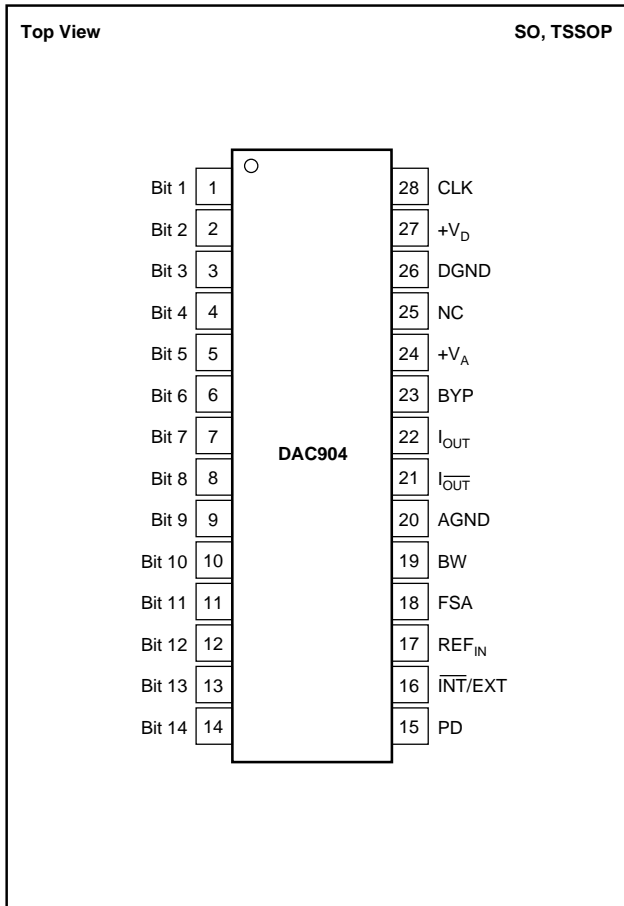 Top View SO, TSSOP
Bit 1 1 28 CLK
Bit 2 2 27 +V_D
Bit 3 3 26 DGND
Bit 4 4 25 NC
Bit 5 5 24 +V_A
Bit 6 6 23 BYP
Bit 7 7 22 I_OUT
DAC904
Bit 8 8 21 I_O̅U̅T̅
Bit 9 9 20 AGND
Bit 10 10 19 BW
Bit 11 11 18 FSA
Bit 12 12 17 REF_IN
Bit 13 13 16 I̅N̅T̅/EXT
Bit 14 14 15 PD